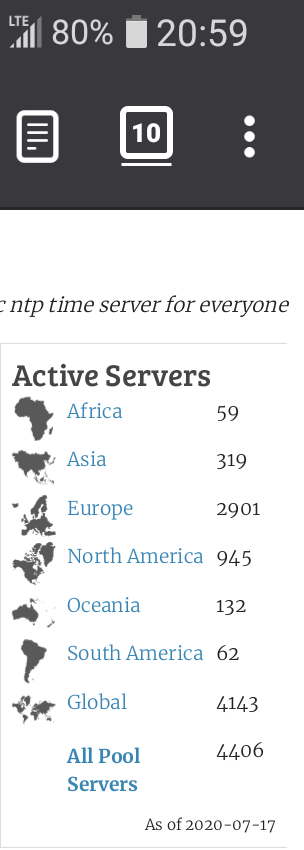 LTE 80% 20:59
10
c ntp time server for everyone
Active Servers
Africa 59
Asia 319
Europe 2901
North America 945
Oceania 132
South America 62
Global 4143
All Pool 4406
Servers
As of 2020-07-17